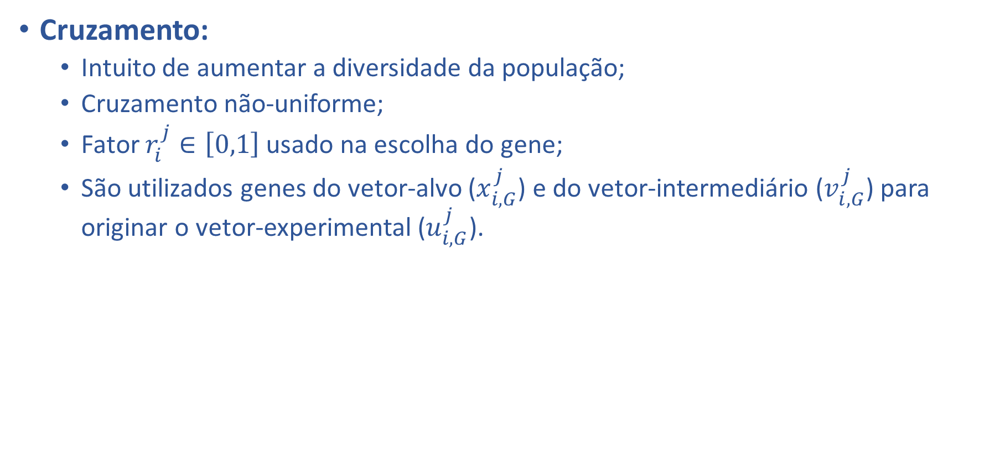 • Cruzamento:
• Intuito de aumentar a diversidade da população;
• Cruzamento não-uniforme;
• Fator $r_i^j \in [0,1]$ usado na escolha do gene;
• São utilizados genes do vetor-alvo ($x_{i,G}^j$) e do vetor-intermediário ($v_{i,G}^j$) para
originar o vetor-experimental ($u_{i,G}^j$).